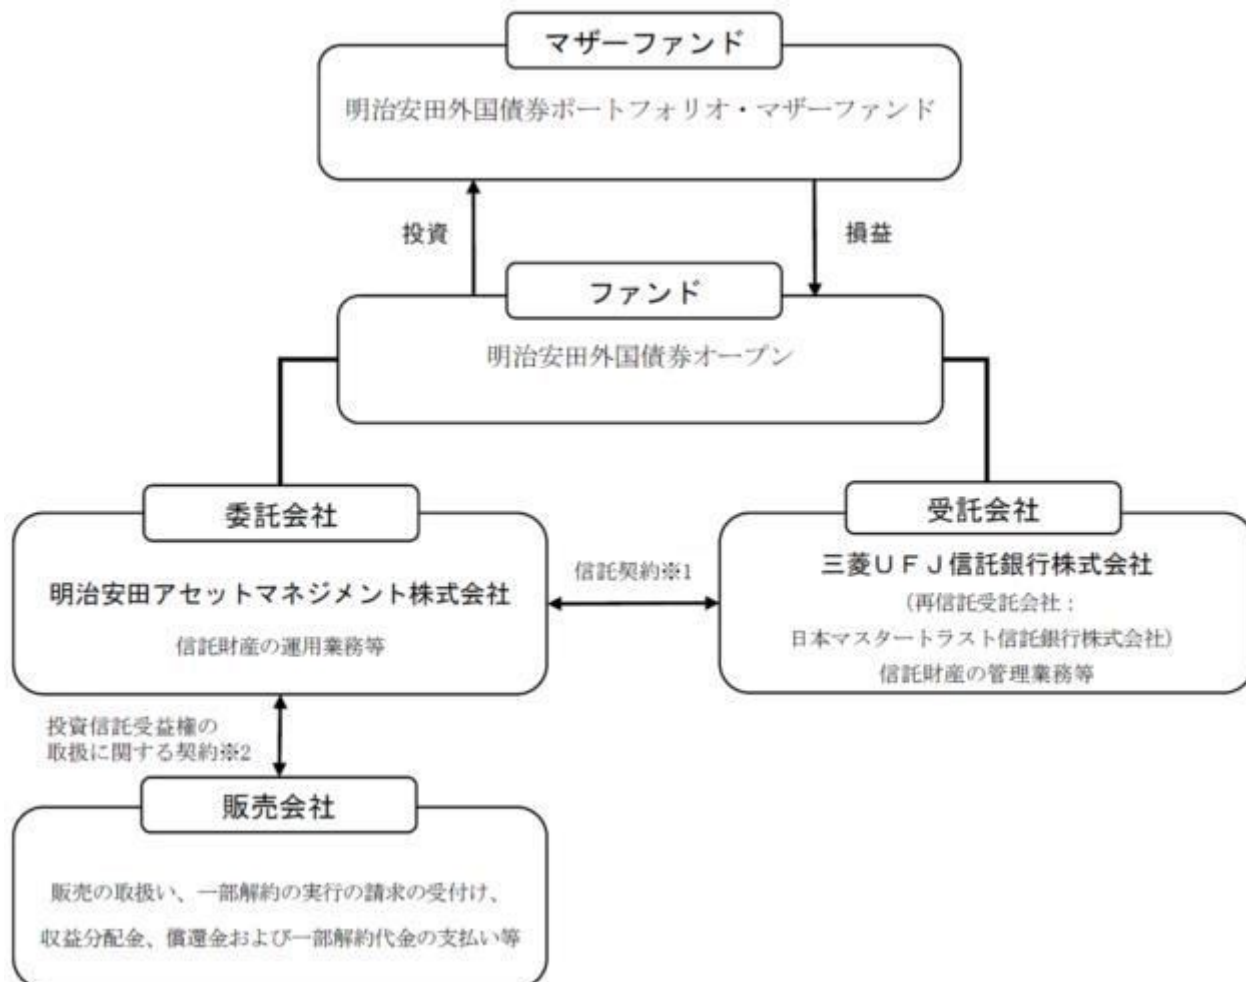 マザーファンド
明治安田外国債券ポートフォリオ・マザーファンド
投資
損益
ファンド
明治安田外国債券オープン
委託会社
明治安田アセットマネジメント株式会社
信託財産の運用業務等
信託契約※1
受託会社
三菱ＵＦＪ信託銀行株式会社
（再信託受託会社：
日本マスタートラスト信託銀行株式会社）
信託財産の管理業務等
投資信託受益権の
取扱に関する契約※2
販売会社
販売の取扱い、一部解約の実行の請求の受付け、
収益分配金、償還金および一部解約代金の支払い等